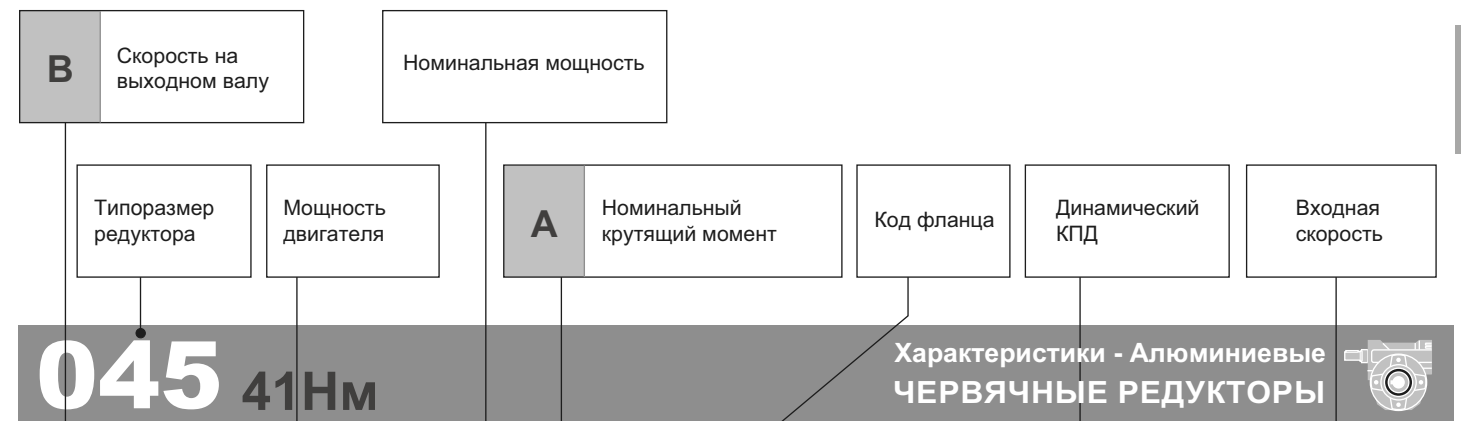 B
Скорость на
выходном валу
Номинальная мощность
Типоразмер
редуктора
Мощность
двигателя
A
Номинальный
крутящий момент
Код фланца
Динамический
КПД
Входная
скорость
045 41Нм
Характеристики - Алюминиевые
ЧЕРВЯЧНЫЕ РЕДУКТОРЫ